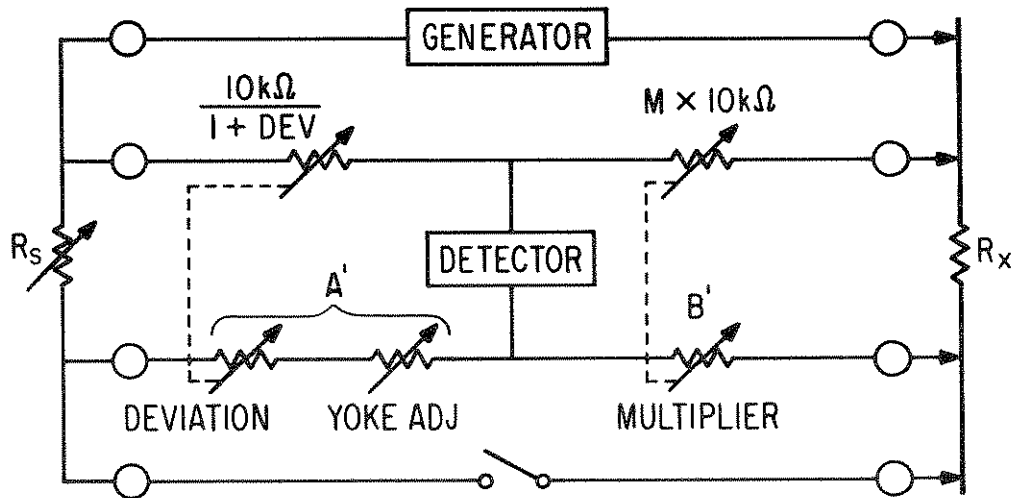 GENERATOR
10kΩ
1 + DEV
M × 10kΩ
R_S
DETECTOR
R_X
A'
B'
DEVIATION
YOKE ADJ
MULTIPLIER